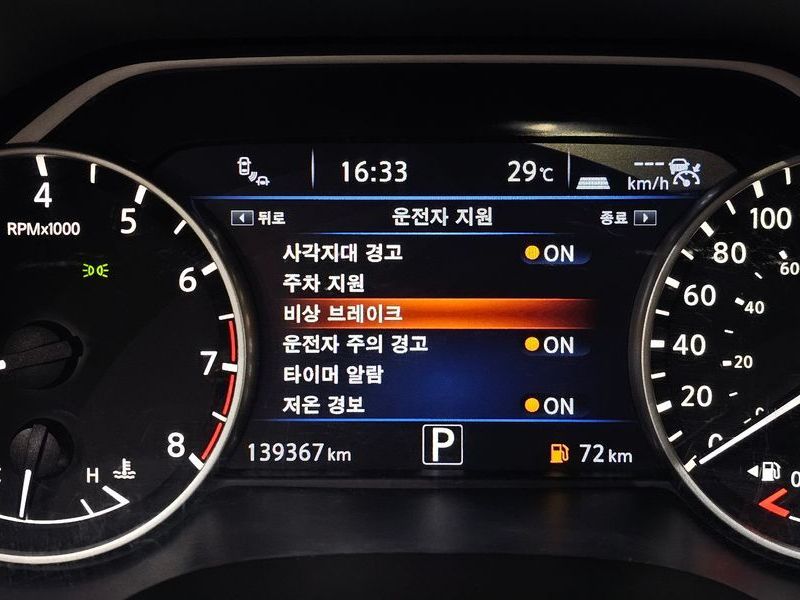 16:33 29℃
--- km/h
뒤로 운전자 지원 종료
사각지대 경고 ON
주차 지원
비상 브레이크
운전자 주의 경고 ON
타이머 알람
저온 경보 ON
139367 km P 72 km
4
RPMx1000 5
6
7
8
H
100
80 60
60 40
40 20
20
0 0
0